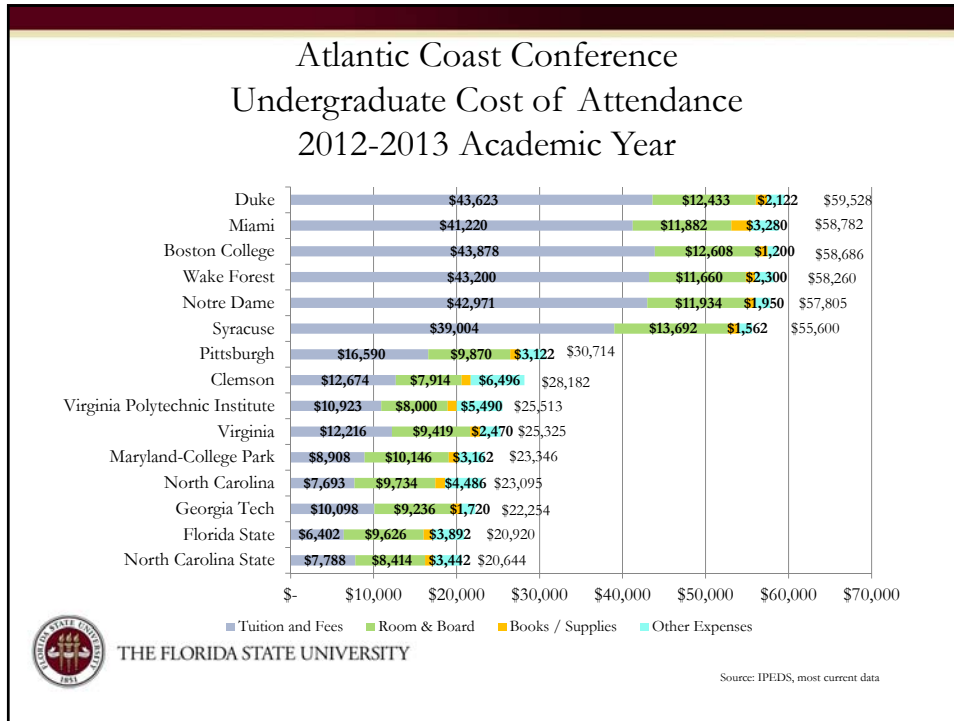 Atlantic Coast Conference
Undergraduate Cost of Attendance
2012-2013 Academic Year
Duke $43,623 $12,433 $2,122 $59,528
Miami $41,220 $11,882 $3,280 $58,782
Boston College $43,878 $12,608 $1,200 $58,686
Wake Forest $43,200 $11,660 $2,300 $58,260
Notre Dame $42,971 $11,934 $1,950 $57,805
Syracuse $39,004 $13,692 $1,562 $55,600
Pittsburgh $16,590 $9,870 $3,122 $30,714
Clemson $12,674 $7,914 $6,496 $28,182
Virginia Polytechnic Institute $10,923 $8,000 $5,490 $25,513
Virginia $12,216 $9,419 $2,470 $25,325
Maryland-College Park $8,908 $10,146 $3,162 $23,346
North Carolina $7,693 $9,734 $4,486 $23,095
Georgia Tech $10,098 $9,236 $1,720 $22,254
Florida State $6,402 $9,626 $3,892 $20,920
North Carolina State $7,788 $8,414 $3,442 $20,644
$- $10,000 $20,000 $30,000 $40,000 $50,000 $60,000 $70,000
Tuition and Fees Room & Board Books / Supplies Other Expenses
FLORIDA STATE UNIVERSITY
1851
THE FLORIDA STATE UNIVERSITY
Source: IPEDS, most current data